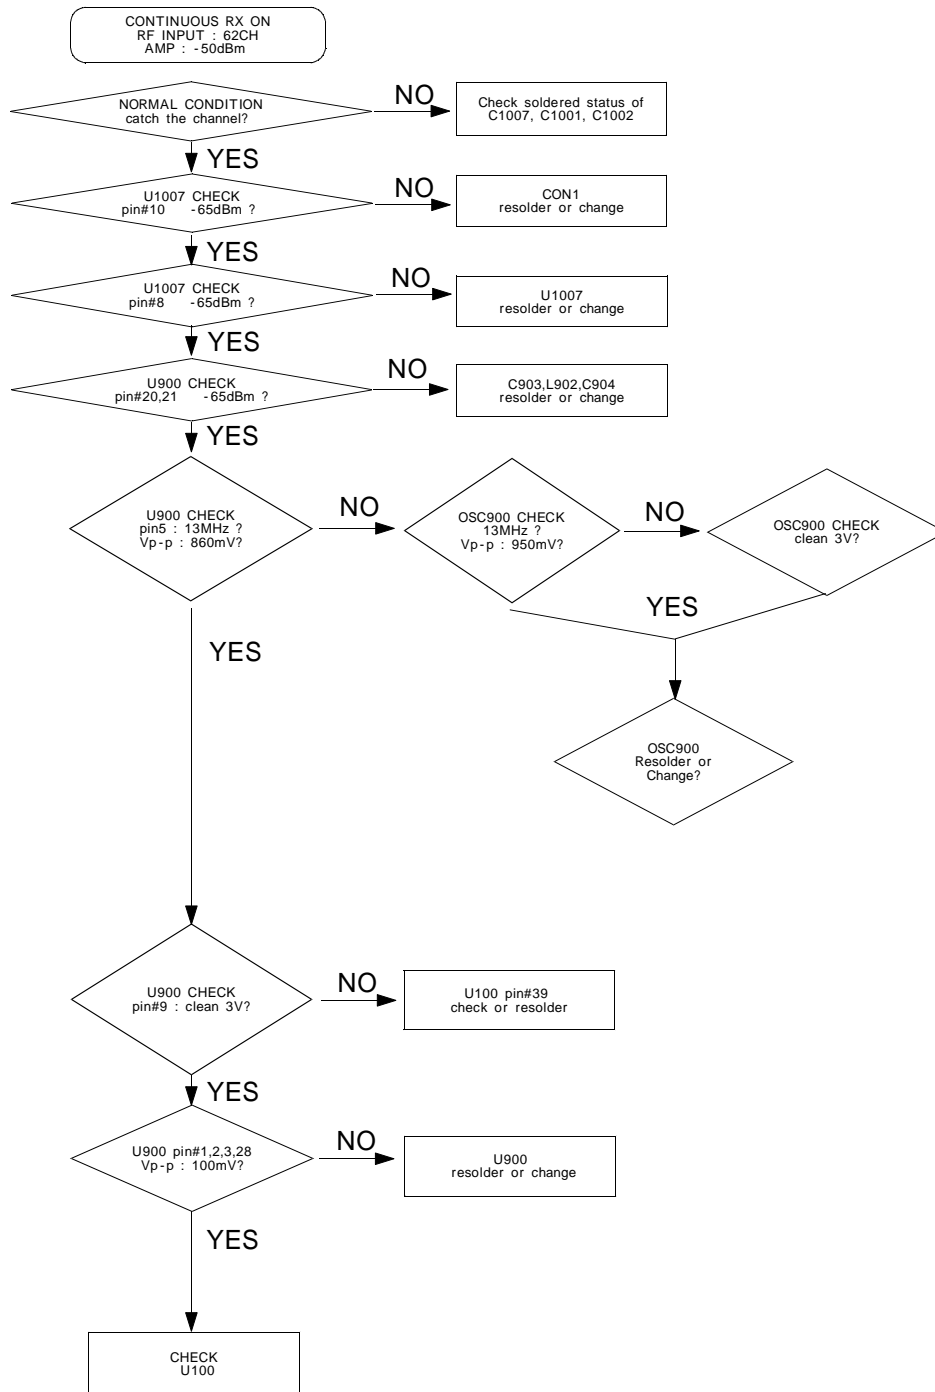 CONTINUOUS RX ON
RF INPUT : 62CH
AMP : -50dBm
NORMAL CONDITION
catch the channel?
NO
Check soldered status of
C1007, C1001, C1002
YES
U1007 CHECK
pin#10 -65dBm ?
NO
CON1
resolder or change
YES
U1007 CHECK
pin#8 -65dBm ?
NO
U1007
resolder or change
YES
U900 CHECK
pin#20,21 -65dBm ?
NO
C903,L902,C904
resolder or change
YES
U900 CHECK
pin5 : 13MHz ?
Vp-p : 860mV?
NO
OSC900 CHECK
13MHz ?
Vp-p : 950mV?
NO
OSC900 CHECK
clean 3V?
YES
YES
OSC900
Resolder or
Change?
U900 CHECK
pin#9 : clean 3V?
NO
U100 pin#39
check or resolder
YES
U900 pin#1,2,3,28
Vp-p : 100mV?
NO
U900
resolder or change
YES
CHECK
U100